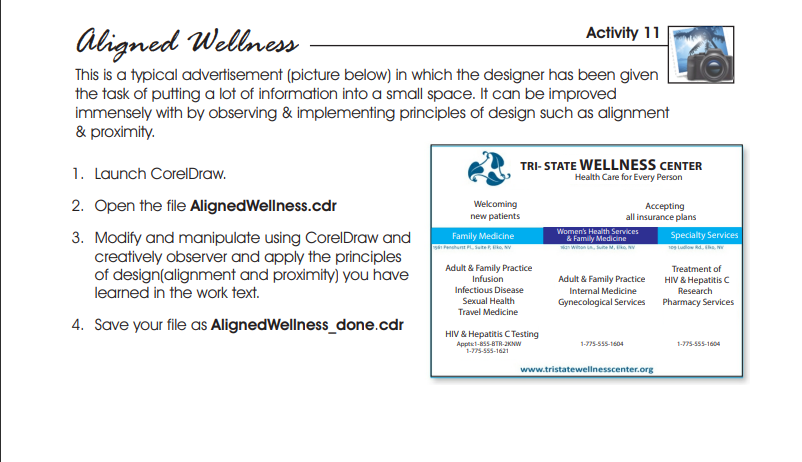 Aligned Wellness
Activity 11
This is a typical advertisement (picture below) in which the designer has been given
the task of putting a lot of information into a small space. It can be improved
immensely with by observing & implementing principles of design such as alignment
& proximity.
1. Launch CorelDraw.
2. Open the file AlignedWellness.cdr
3. Modify and manipulate using CorelDraw and
creatively observer and apply the principles
of design(alignment and proximity) you have
learned in the work text.
4. Save your file as AlignedWellness_done.cdr
TRI- STATE WELLNESS CENTER
Health Care for Every Person
Welcoming
new patients
Accepting
all insurance plans
Family Medicine
1981 Penshurst Pl., Suite F, Elko, NV
Women's Health Services
& Family Medicine
1621 Wilton Ln., Suite M, Elko, NV
Specialty Services
109 Ludlow Rd., Elko, NV
Adult & Family Practice
Infusion
Infectious Disease
Sexual Health
Travel Medicine
HIV & Hepatitis C Testing
Appts:1-855-BTR-2KNW
1-775-555-1621
Adult & Family Practice
Internal Medicine
Gynecological Services
1-775-555-1604
Treatment of
HIV & Hepatitis C
Research
Pharmacy Services
1-775-555-1604
www.tristatewellnesscenter.org